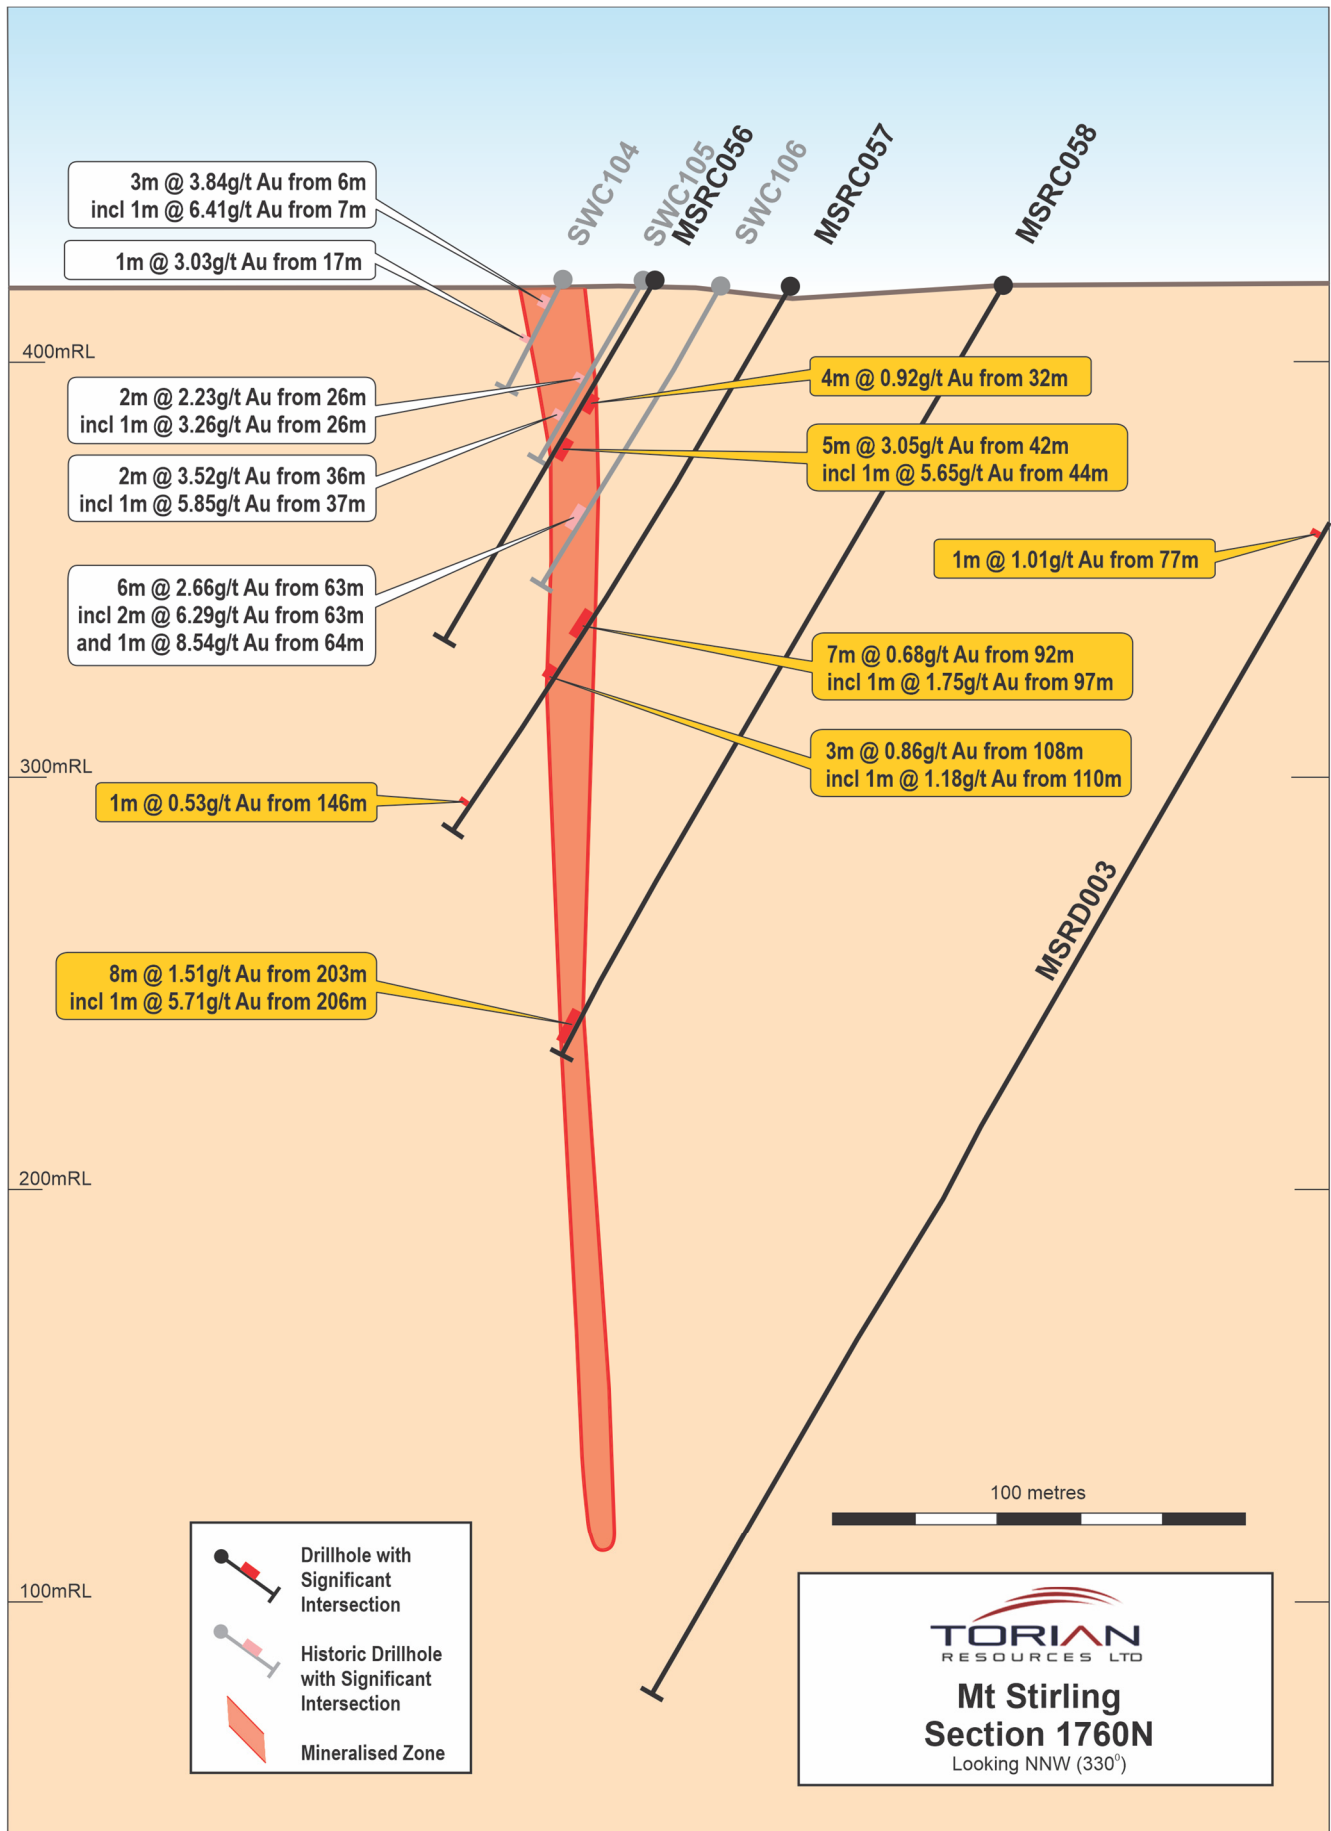 SWC104
SWC105
MSRC056
SWC106
MSRC057
MSRC058
3m @ 3.84g/t Au from 6m
incl 1m @ 6.41g/t Au from 7m
1m @ 3.03g/t Au from 17m
400mRL
2m @ 2.23g/t Au from 26m
incl 1m @ 3.26g/t Au from 26m
2m @ 3.52g/t Au from 36m
incl 1m @ 5.85g/t Au from 37m
6m @ 2.66g/t Au from 63m
incl 2m @ 6.29g/t Au from 63m
and 1m @ 8.54g/t Au from 64m
4m @ 0.92g/t Au from 32m
5m @ 3.05g/t Au from 42m
incl 1m @ 5.65g/t Au from 44m
1m @ 1.01g/t Au from 77m
7m @ 0.68g/t Au from 92m
incl 1m @ 1.75g/t Au from 97m
3m @ 0.86g/t Au from 108m
incl 1m @ 1.18g/t Au from 110m
300mRL
1m @ 0.53g/t Au from 146m
MSRD003
8m @ 1.51g/t Au from 203m
incl 1m @ 5.71g/t Au from 206m
200mRL
100mRL
100 metres
Drillhole with
Significant
Intersection
Historic Drillhole
with Significant
Intersection
Mineralised Zone
TORIAN
RESOURCES LTD
Mt Stirling
Section 1760N
Looking NNW (330⁰)